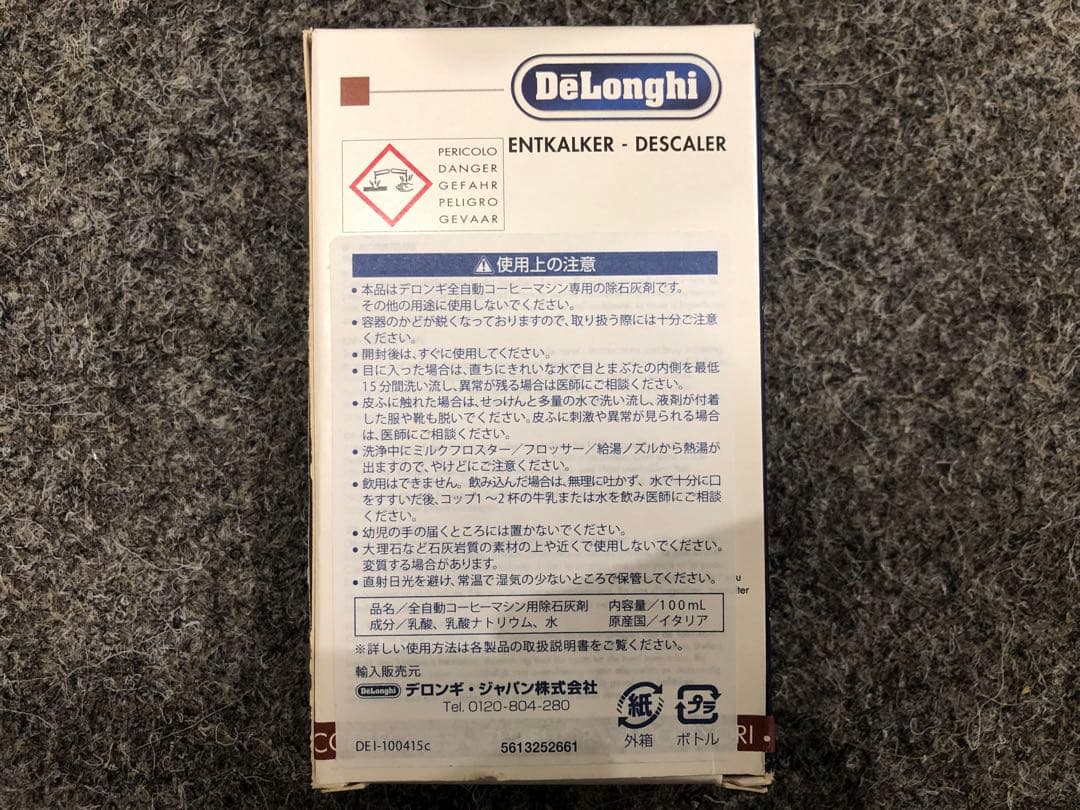 DeLonghi
ENTKALKER - DESCALER
PERICOLO
DANGER
GEFAHR
PELIGRO
GEVAAR
使用上の注意
• 本品はデロンギ全自動コーヒーマシン専用の除石灰剤です。
その他の用途に使用しないでください。
• 容器のかどが鋭くなっておりますので、取り扱う際には十分ご注意
ください。
• 開封後は、すぐに使用してください。
• 目に入った場合は、直ちにきれいな水で目とまぶたの内側を最低
15分間洗い流し、異常が残る場合は医師にご相談ください。
• 皮ふに触れた場合は、せっけんと多量の水で洗い流し、液剤が付着
した服や靴も脱いでください。皮ふに刺激や異常が見られる場合
は、医師にご相談ください。
• 洗浄中にミルクフロスター/フロッサー/給湯ノズルから熱湯が
出ますので、やけどにご注意ください。
• 飲用はできません。飲み込んだ場合は、無理に吐かず、水で十分に口
をすすいだ後、コップ1～2杯の牛乳または水を飲み医師にご相談
ください。
• 幼児の手の届くところには置かないでください。
• 大理石など石灰岩質の素材の上や近くで使用しないでください。
変質する場合があります。
• 直射日光を避け、常温で湿気の少ないところで保管してください。
品名/全自動コーヒーマシン用除石灰剤 内容量/100mL
成分/乳酸、乳酸ナトリウム、水 原産国/イタリア
※詳しい使用方法は各製品の取扱説明書をご覧ください。
輸入販売元
DeLonghi デロンギ・ジャパン株式会社
Tel. 0120-804-280
紙 プラ
外箱 ボトル
DEI-100415c 5613252661
CO RI •